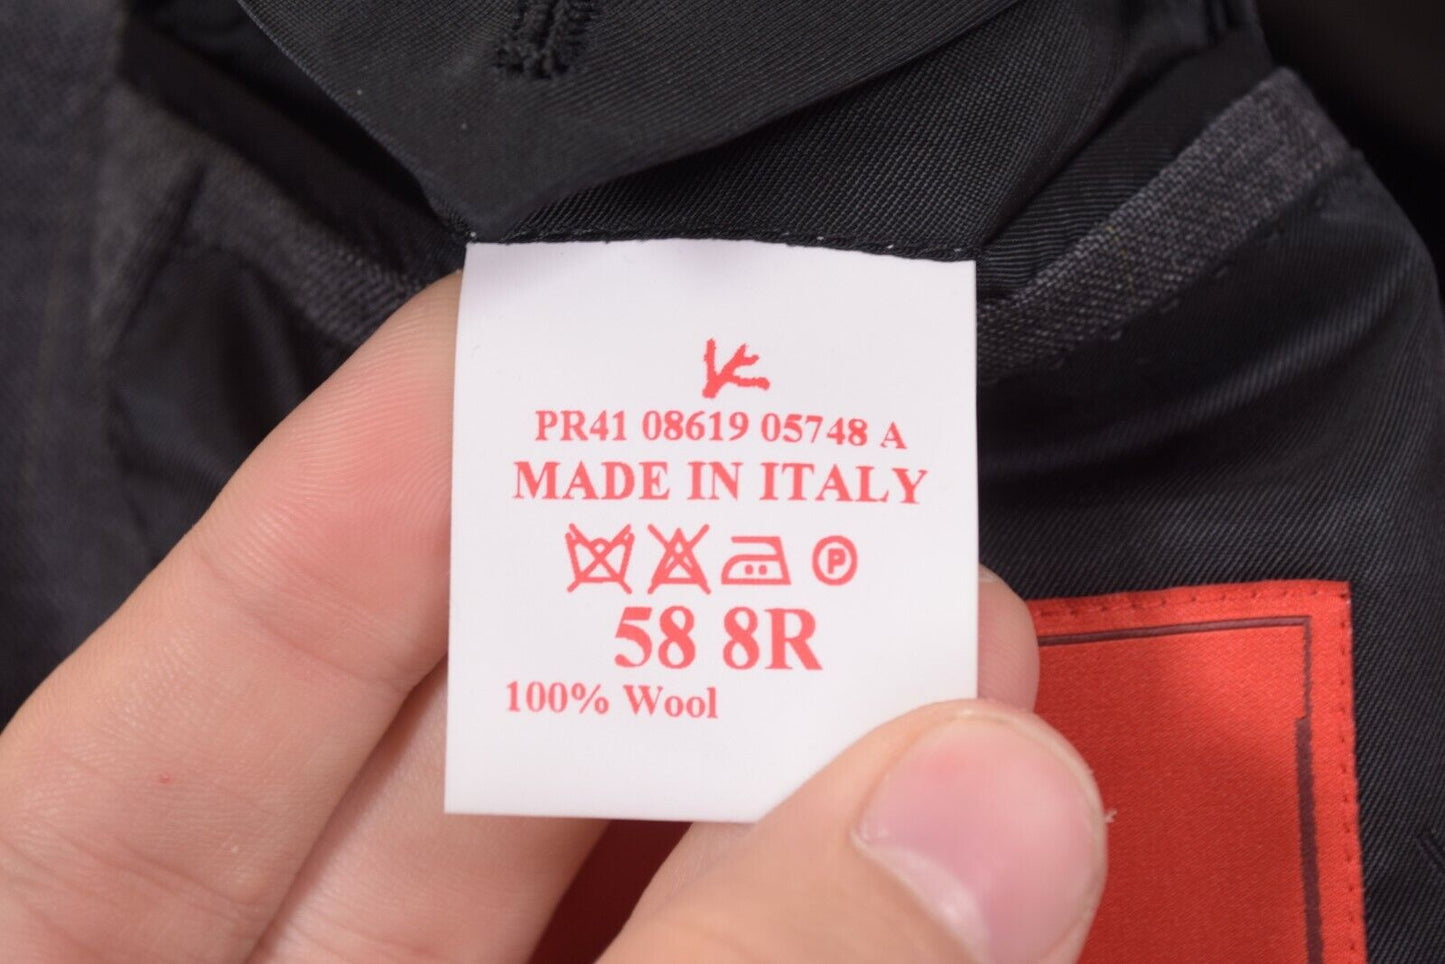 PR41 08619 05748 A
MADE IN ITALY
P
58 8R
100% Wool